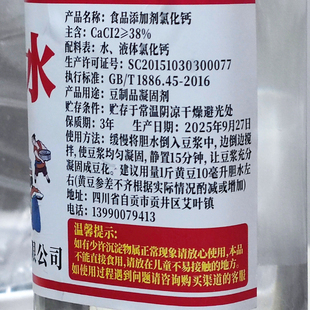 产品名称：食品添加剂氯化钙
主含：CaCI2≥38%
配料表：水、液体氯化钙
生产许可证号：SC20151030300077
执行标准：GB/T1886.45-2016
产品用途：豆制品凝固剂
贮存条件：贮存于常温阴凉干燥避光处
保质期：3年 生产日期：2025年9月27日
使用方法：缓慢将胆水倒入豆浆中，边倒边搅
拌，使豆浆均匀凝固，静置15分钟，让豆浆充分
凝固成豆花。建议用量1斤黄豆10毫升胆水左
右(黄豆参差不齐根据实际情况酌减或增加)
地址：四川省自贡市贡井区艾叶镇
电话：13990079413
温馨提示：
如有少许沉淀物属正常现象请放心使用，本品
不能直接食用，请放在儿童不易接触的地方。
如使用过程遇到问题请咨询购买渠道的客服
水
限公司